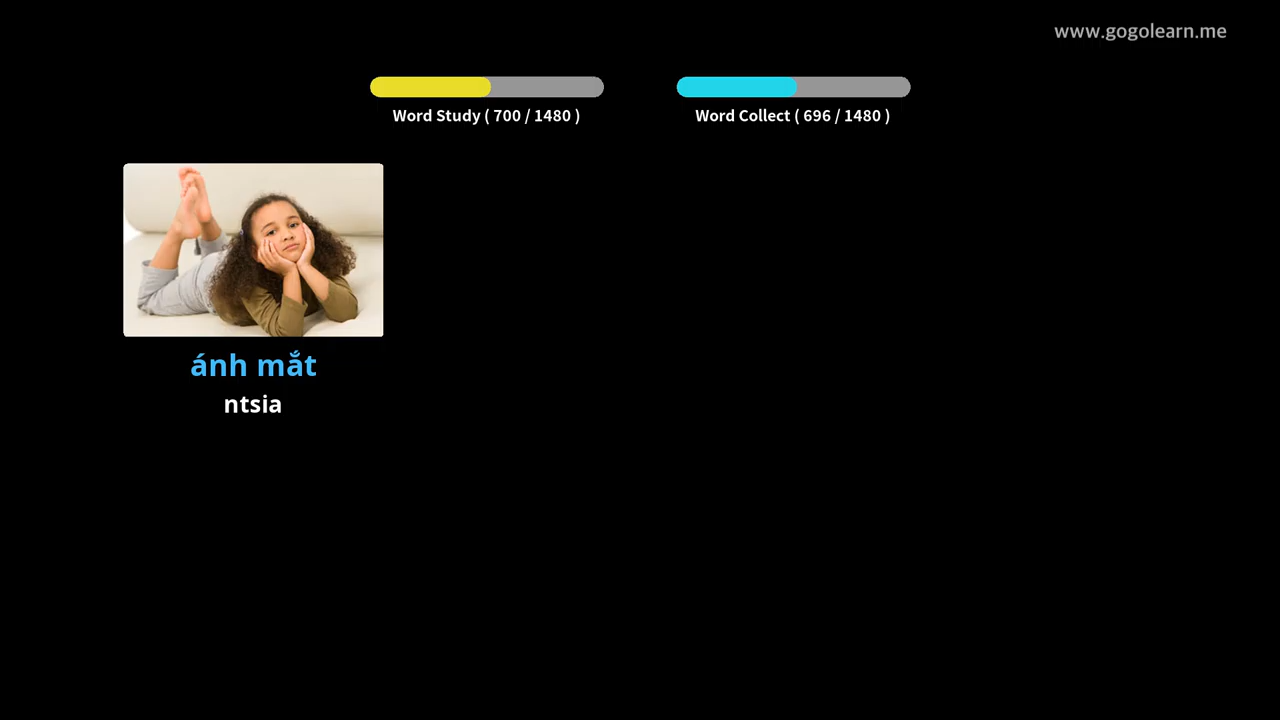 www.gogolearn.me
Word Study ( 700 / 1480 )
Word Collect ( 696 / 1480 )
ánh mắt
ntsia